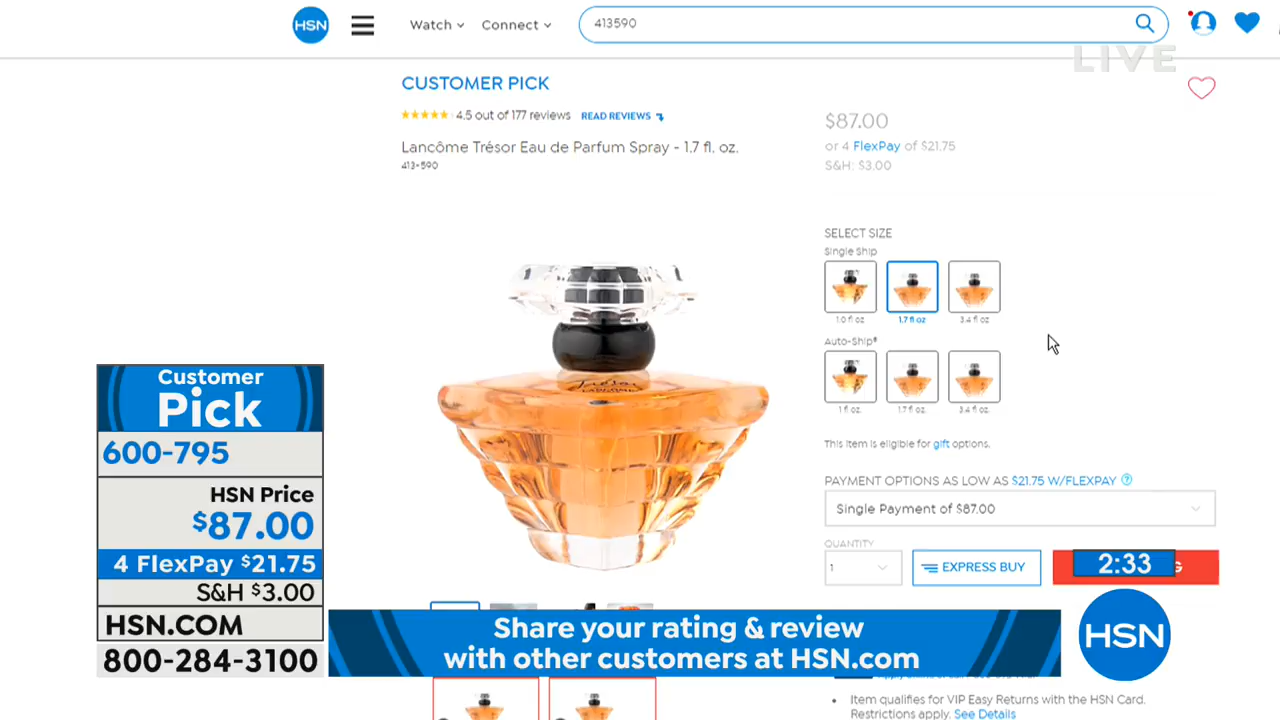 HSN
Watch
Connect
413590
LIVE
CUSTOMER PICK
4.5 out of 177 reviews READ REVIEWS
Lancôme Trésor Eau de Parfum Spray - 1.7 fl. oz.
413-590
$87.00
or 4 FlexPay of $21.75
S&H: $3.00
SELECT SIZE
Single Ship
1.0 fl oz 1.7 fl oz 3.4 fl oz
Auto-Ship®
1 fl oz. 1.7 fl oz. 3.4 fl oz.
This item is eligible for gift options.
PAYMENT OPTIONS AS LOW AS $21.75 W/FLEXPAY
Single Payment of $87.00
QUANTITY
1
EXPRESS BUY
2:33
G
Trésor
LANCÔME
Customer
Pick
600-795
HSN Price
$87.00
4 FlexPay $21.75
S&H $3.00
HSN.COM
800-284-3100
Share your rating & review
with other customers at HSN.com
HSN
Item qualifies for VIP Easy Returns with the HSN Card.
Restrictions apply. See Details